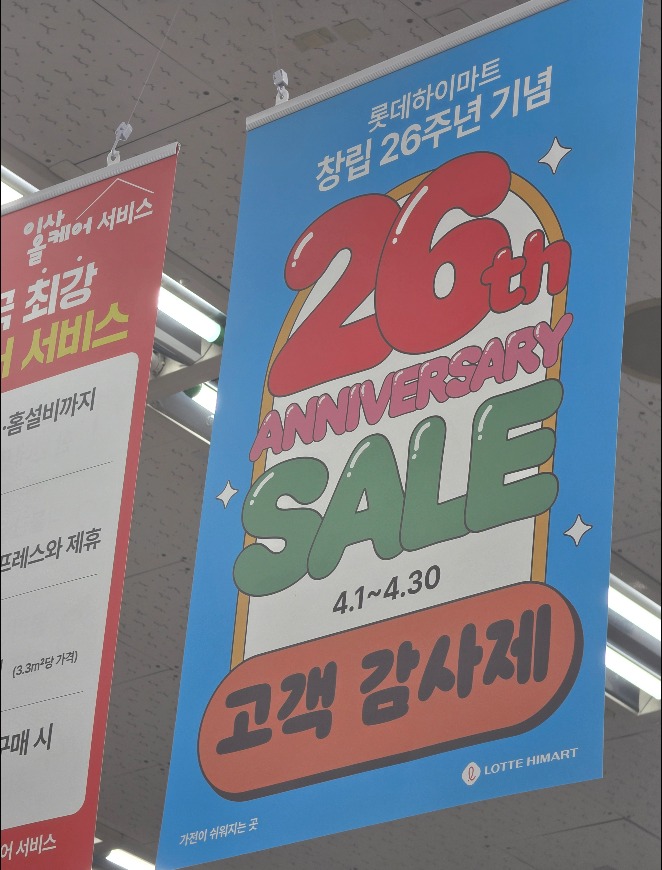 이사
올케어 서비스
최강
서비스
홈설비까지
프레스와 제휴
(3.3m²당 가격)
구매 시
서비스
롯데하이마트
창립 26주년 기념
26th
ANNIVERSARY
SALE
4.1~4.30
고객 감사제
LOTTE HIMART
가전이 쉬워지는 곳